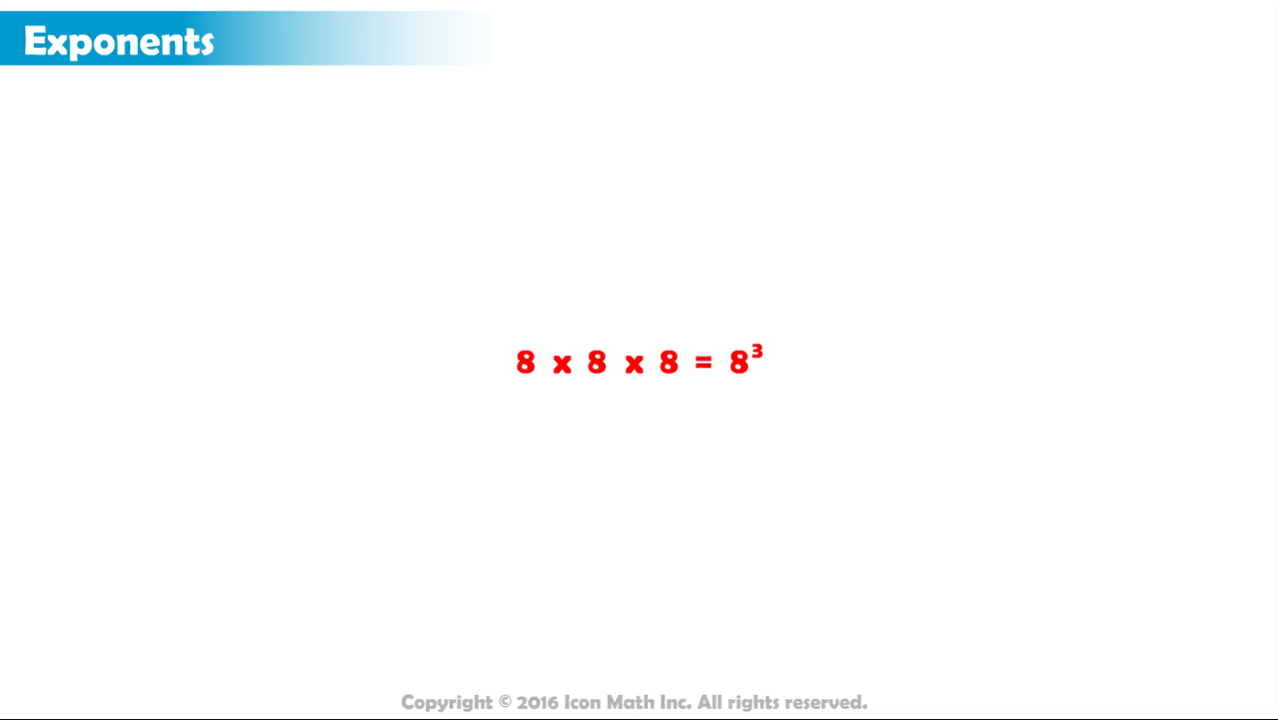 Exponents
8 x 8 x 8 = 8³
Copyright © 2016 Icon Math Inc. All rights reserved.